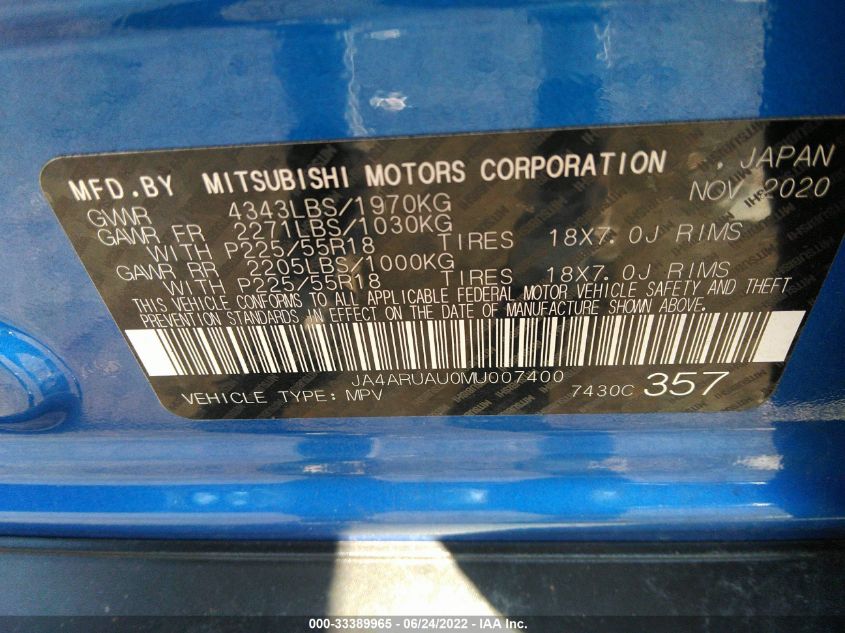 MFD.BY MITSUBISHI MOTORS CORPORATION , JAPAN
NOV 2020
GVWR 4343LBS/1970KG
GAWR FR 2271LBS/1030KG
WITH P225/55R18 TIRES 18X7.0J RIMS
GAWR RR 2205LBS/1000KG
WITH P225/55R18 TIRES 18X7.0J RIMS
THIS VEHICLE CONFORMS TO ALL APPLICABLE FEDERAL MOTOR VEHICLE SAFETY AND THEFT
PREVENTION STANDARDS IN EFFECT ON THE DATE OF MANUFACTURE SHOWN ABOVE.
JA4ARUAU0MU007400
VEHICLE TYPE: MPV 7430C 357
000-33389965 - 06/24/2022 - IAA Inc.